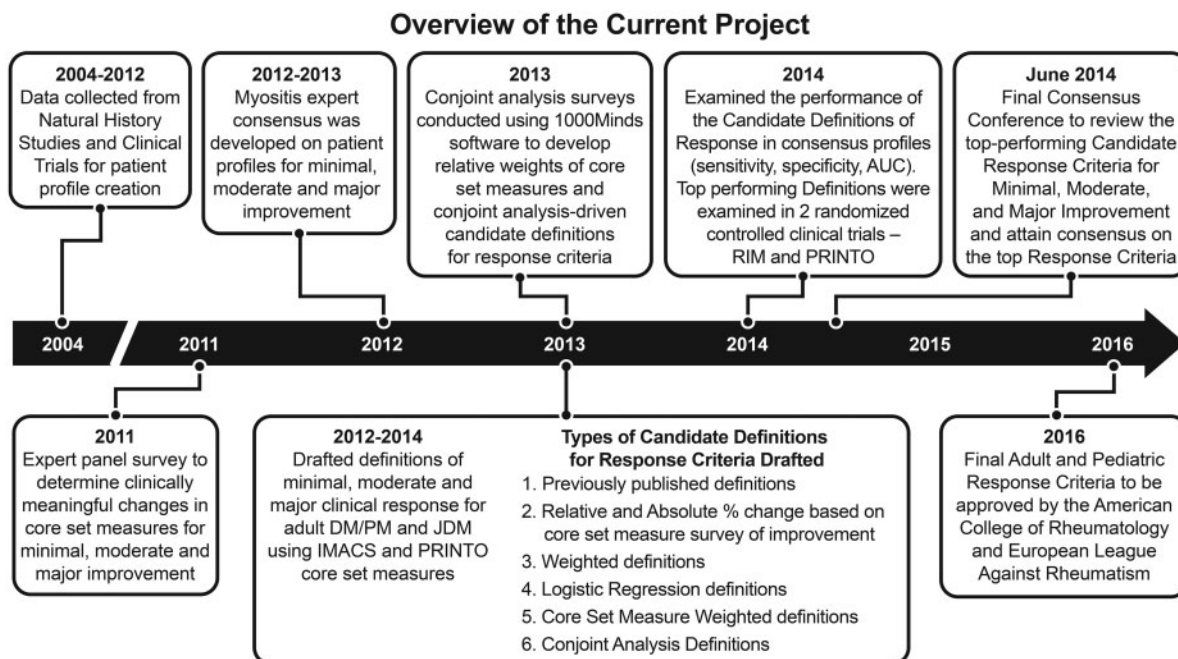 Overview of the Current Project
2004-2012
Data collected from
Natural History
Studies and Clinical
Trials for patient
profile creation
2012-2013
Myositis expert
consensus was
developed on patient
profiles for minimal,
moderate and major
improvement
2013
Conjoint analysis surveys
conducted using 1000Minds
software to develop
relative weights of core
set measures and
conjoint analysis-driven
candidate definitions
for response criteria
2014
Examined the performance of
the Candidate Definitions of
Response in consensus profiles
(sensitivity, specificity, AUC).
Top performing Definitions were
examined in 2 randomized
controlled clinical trials –
RIM and PRINTO
June 2014
Final Consensus
Conference to review the
top-performing Candidate
Response Criteria for
Minimal, Moderate,
and Major Improvement
and attain consensus on
the top Response Criteria
2004 2011 2012 2013 2014 2015 2016
2011
Expert panel survey to
determine clinically
meaningful changes in
core set measures for
minimal, moderate and
major improvement
2012-2014
Drafted definitions of
minimal, moderate and
major clinical response for
adult DM/PM and JDM
using IMACS and PRINTO
core set measures
Types of Candidate Definitions
for Response Criteria Drafted
1. Previously published definitions
2. Relative and Absolute % change based on
core set measure survey of improvement
3. Weighted definitions
4. Logistic Regression definitions
5. Core Set Measure Weighted definitions
6. Conjoint Analysis Definitions
2016
Final Adult and Pediatric
Response Criteria to be
approved by the American
College of Rheumatology
and European League
Against Rheumatism